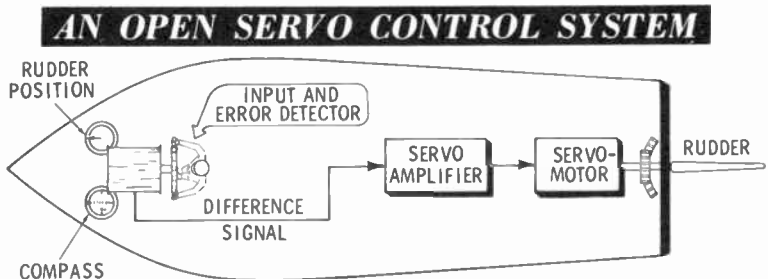 AN OPEN SERVO CONTROL SYSTEM
RUDDER
POSITION
INPUT AND
ERROR DETECTOR
SERVO
AMPLIFIER
SERVO-
MOTOR
RUDDER
DIFFERENCE
SIGNAL
COMPASS